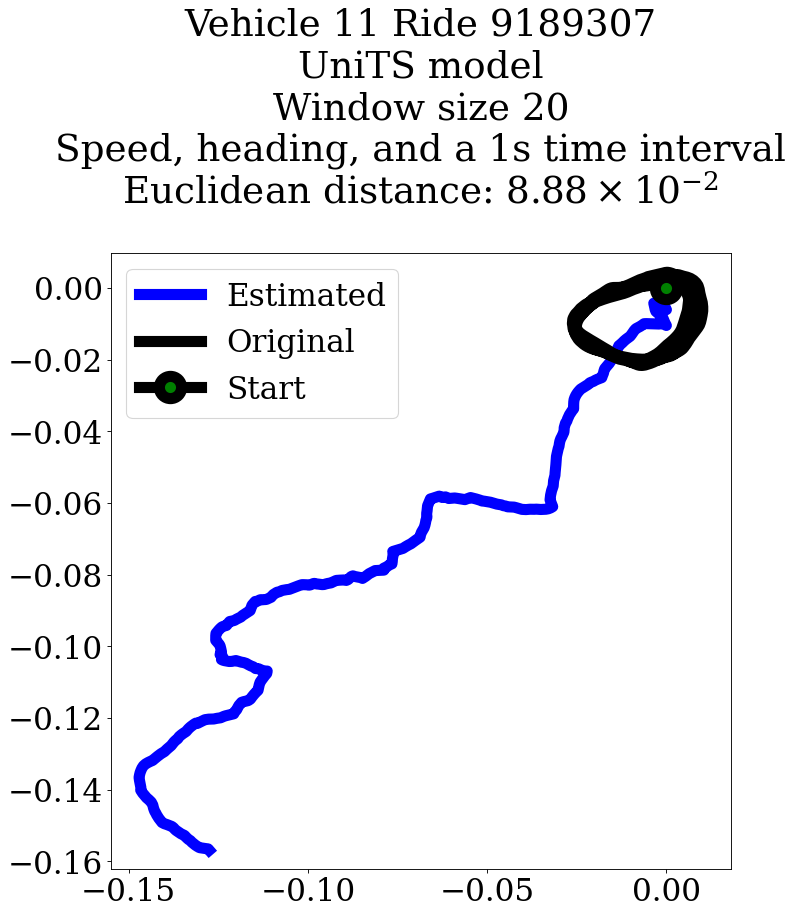 Vehicle 11 Ride 9189307
UniTS model
Window size 20
Speed, heading, and a 1s time interval
Euclidean distance: 8.88 × 10⁻²
Estimated
Original
Start
0.00
−0.02
−0.04
−0.06
−0.08
−0.10
−0.12
−0.14
−0.16
−0.15 −0.10 −0.05 0.00